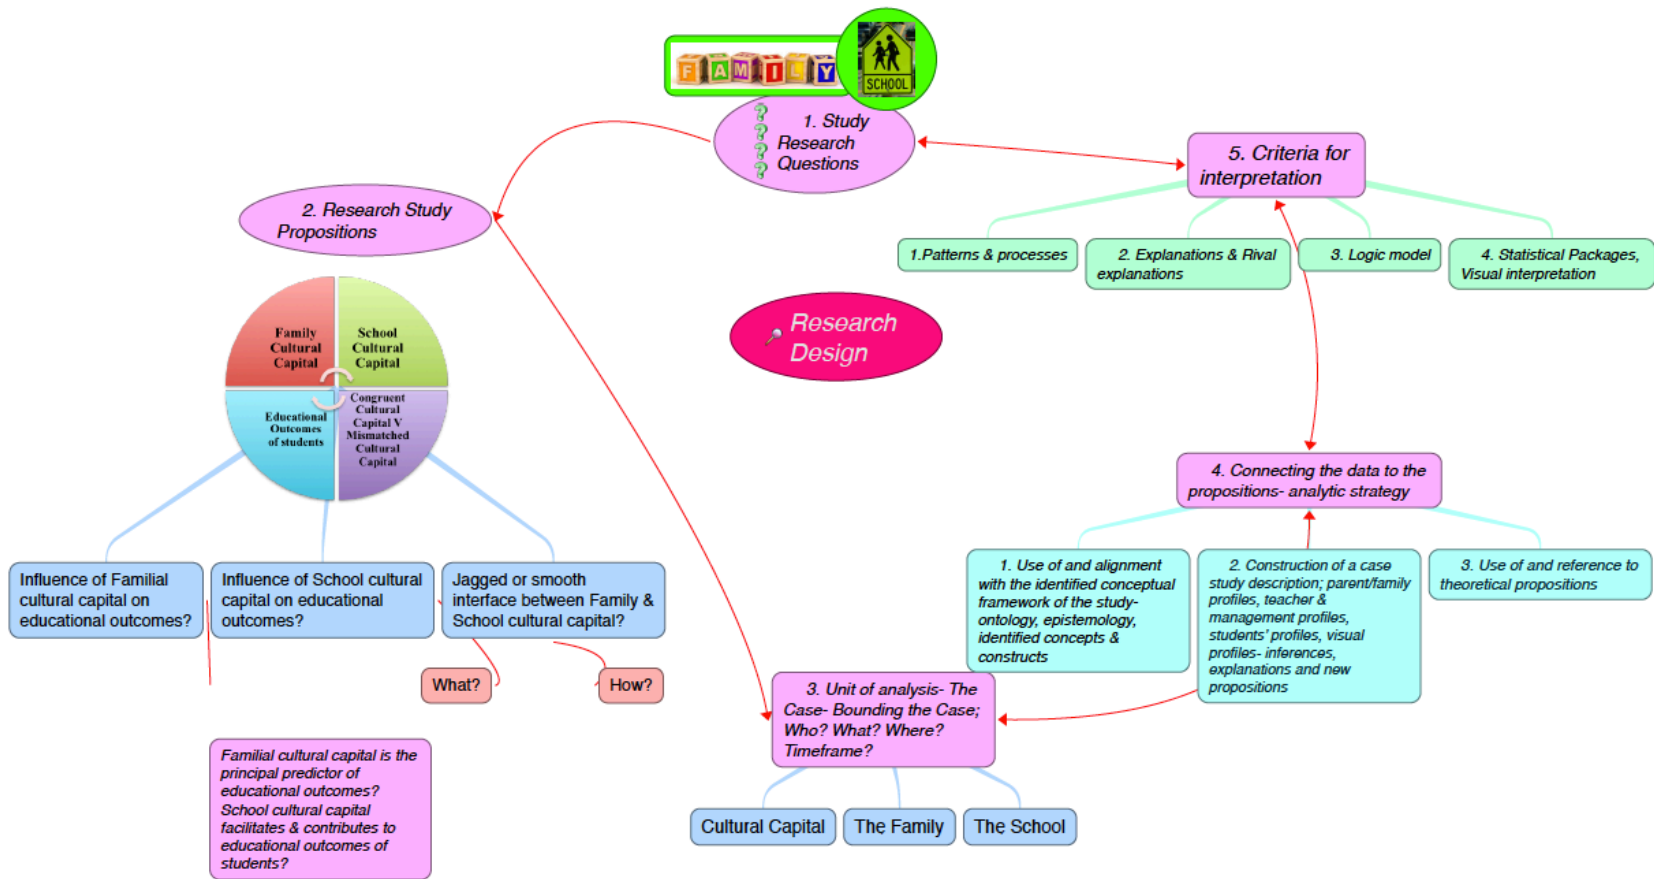 FAMILY
SCHOOL
1. Study
Research
Questions
2. Research Study
Propositions
5. Criteria for
interpretation
1.Patterns & processes
2. Explanations & Rival
explanations
3. Logic model
4. Statistical Packages,
Visual interpretation
Research
Design
Family
Cultural
Capital
School
Cultural
Capital
Educational
Outcomes
of students
Congruent
Cultural
Capital V
Mismatched
Cultural
Capital
4. Connecting the data to the
propositions- analytic strategy
Influence of Familial
cultural capital on
educational outcomes?
Influence of School cultural
capital on educational
outcomes?
Jagged or smooth
interface between Family &
School cultural capital?
What?
How?
1. Use of and alignment
with the identified conceptual
framework of the study-
ontology, epistemology,
identified concepts &
constructs
2. Construction of a case
study description; parent/family
profiles, teacher &
management profiles,
students' profiles, visual
profiles- inferences,
explanations and new
propositions
3. Use of and reference to
theoretical propositions
3. Unit of analysis- The
Case- Bounding the Case;
Who? What? Where?
Timeframe?
Familial cultural capital is the
principal predictor of
educational outcomes?
School cultural capital
facilitates & contributes to
educational outcomes of
students?
Cultural Capital
The Family
The School